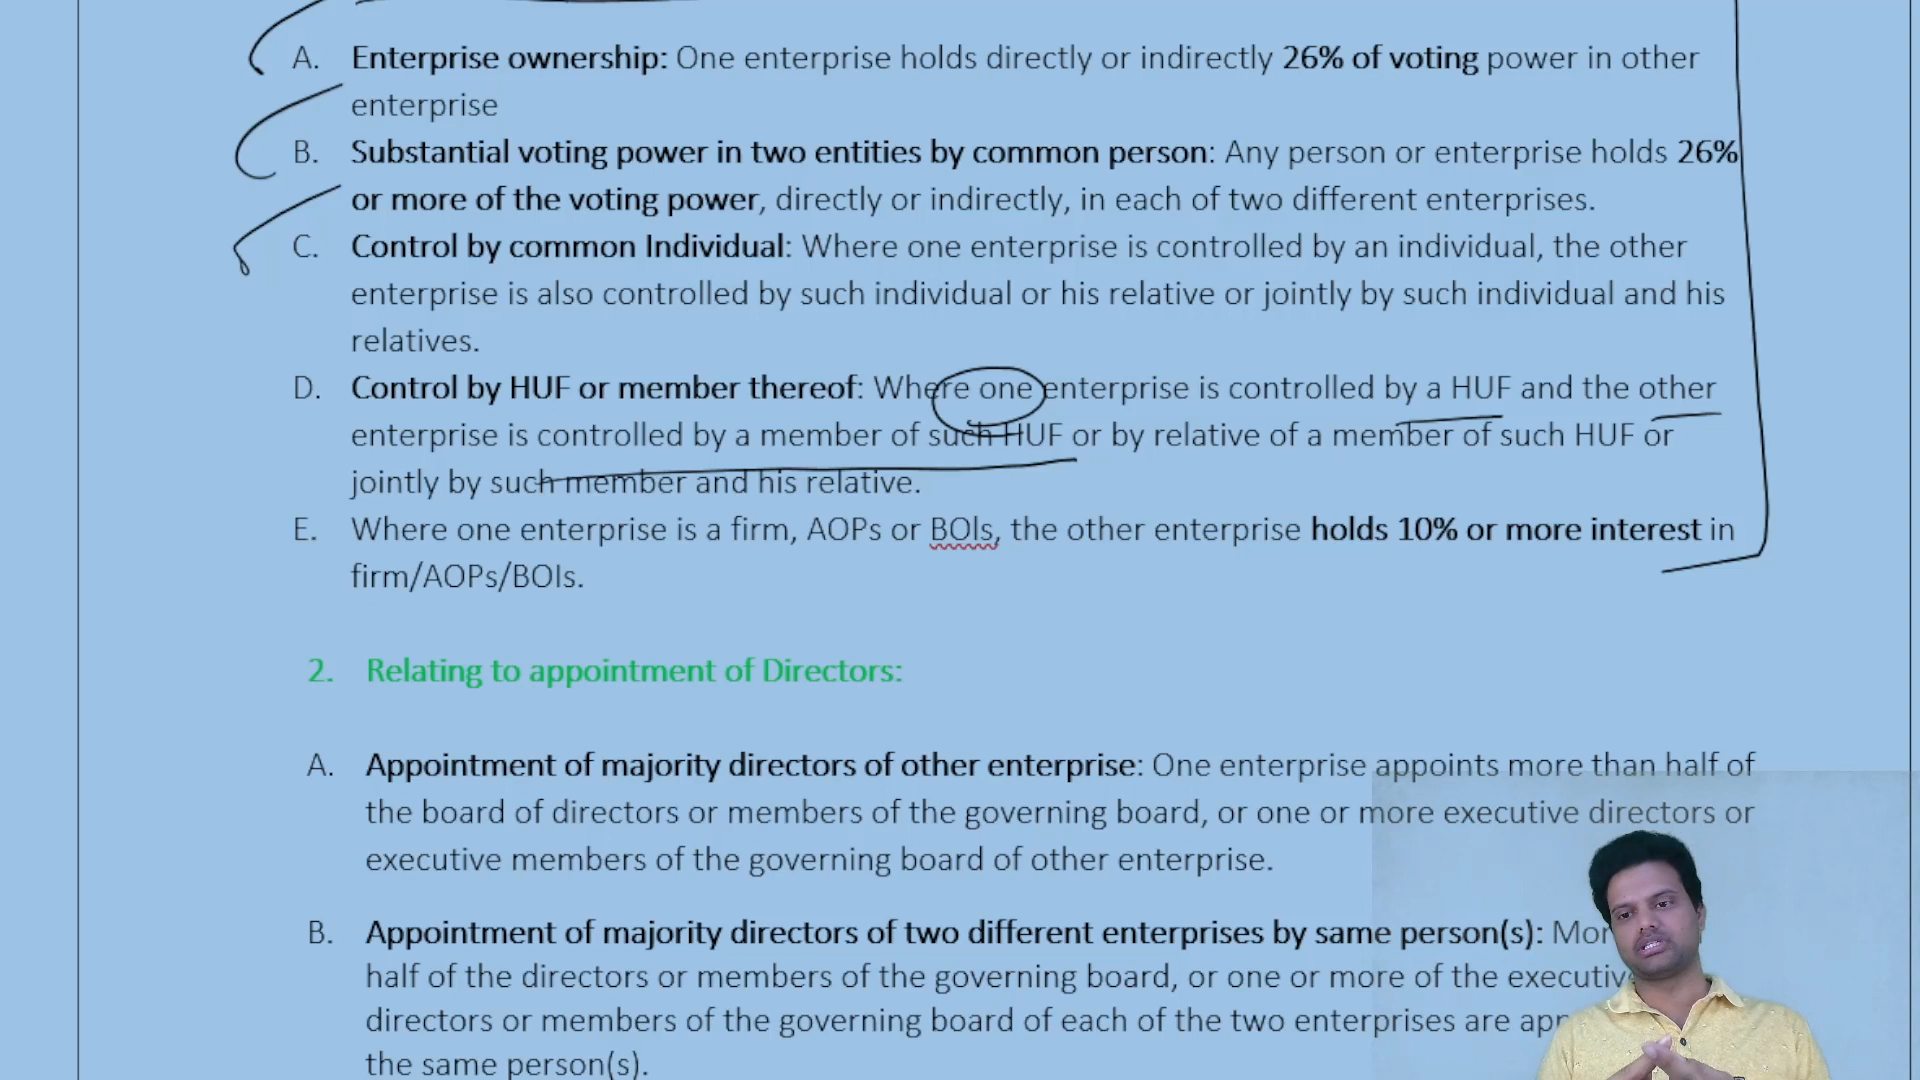 A. Enterprise ownership: One enterprise holds directly or indirectly 26% of voting power in other
enterprise
B. Substantial voting power in two entities by common person: Any person or enterprise holds 26%
or more of the voting power, directly or indirectly, in each of two different enterprises.
C. Control by common Individual: Where one enterprise is controlled by an individual, the other
enterprise is also controlled by such individual or his relative or jointly by such individual and his
relatives.
D. Control by HUF or member thereof: Where one enterprise is controlled by a HUF and the other
enterprise is controlled by a member of such HUF or by relative of a member of such HUF or
jointly by such member and his relative.
E. Where one enterprise is a firm, AOPs or BOIs, the other enterprise holds 10% or more interest in
firm/AOPs/BOIs.
2. Relating to appointment of Directors:
A. Appointment of majority directors of other enterprise: One enterprise appoints more than half of
the board of directors or members of the governing board, or one or more executive directors or
executive members of the governing board of other enterprise.
B. Appointment of majority directors of two different enterprises by same person(s):
half of the directors or members of the governing board, or one or more of the
directors or members of the governing board of each of the two enterprises are
the same person(s).